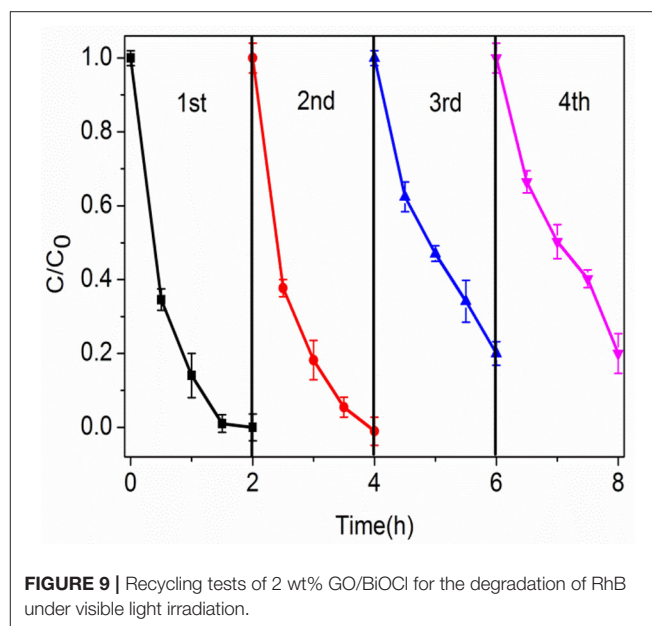 1.0
0.8
0.6
0.4
0.2
0.0
C/C0
1st
2nd
3rd
4th
0
2
4
6
8
Time(h)
FIGURE 9 | Recycling tests of 2 wt% GO/BiOCl for the degradation of RhB
under visible light irradiation.